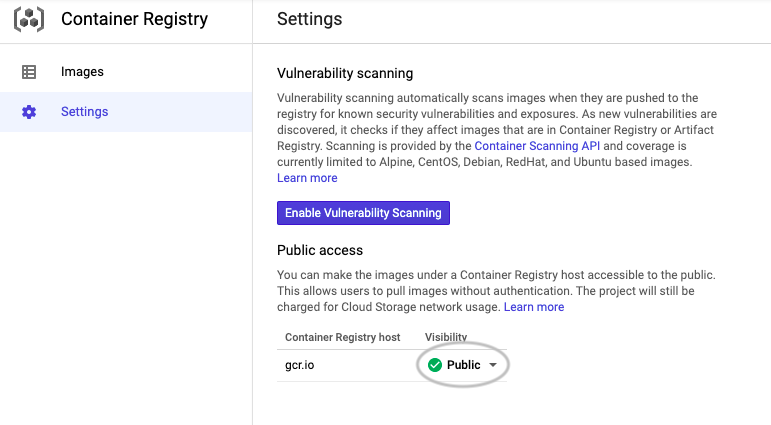 Container Registry
Settings
Images
Settings
Vulnerability scanning
Vulnerability scanning automatically scans images when they are pushed to the
registry for known security vulnerabilities and exposures. As new vulnerabilities are
discovered, it checks if they affect images that are in Container Registry or Artifact
Registry. Scanning is provided by the Container Scanning API and coverage is
currently limited to Alpine, CentOS, Debian, RedHat, and Ubuntu based images.
Learn more
Enable Vulnerability Scanning
Public access
You can make the images under a Container Registry host accessible to the public.
This allows users to pull images without authentication. The project will still be
charged for Cloud Storage network usage. Learn more
Container Registry host Visibility
gcr.io Public